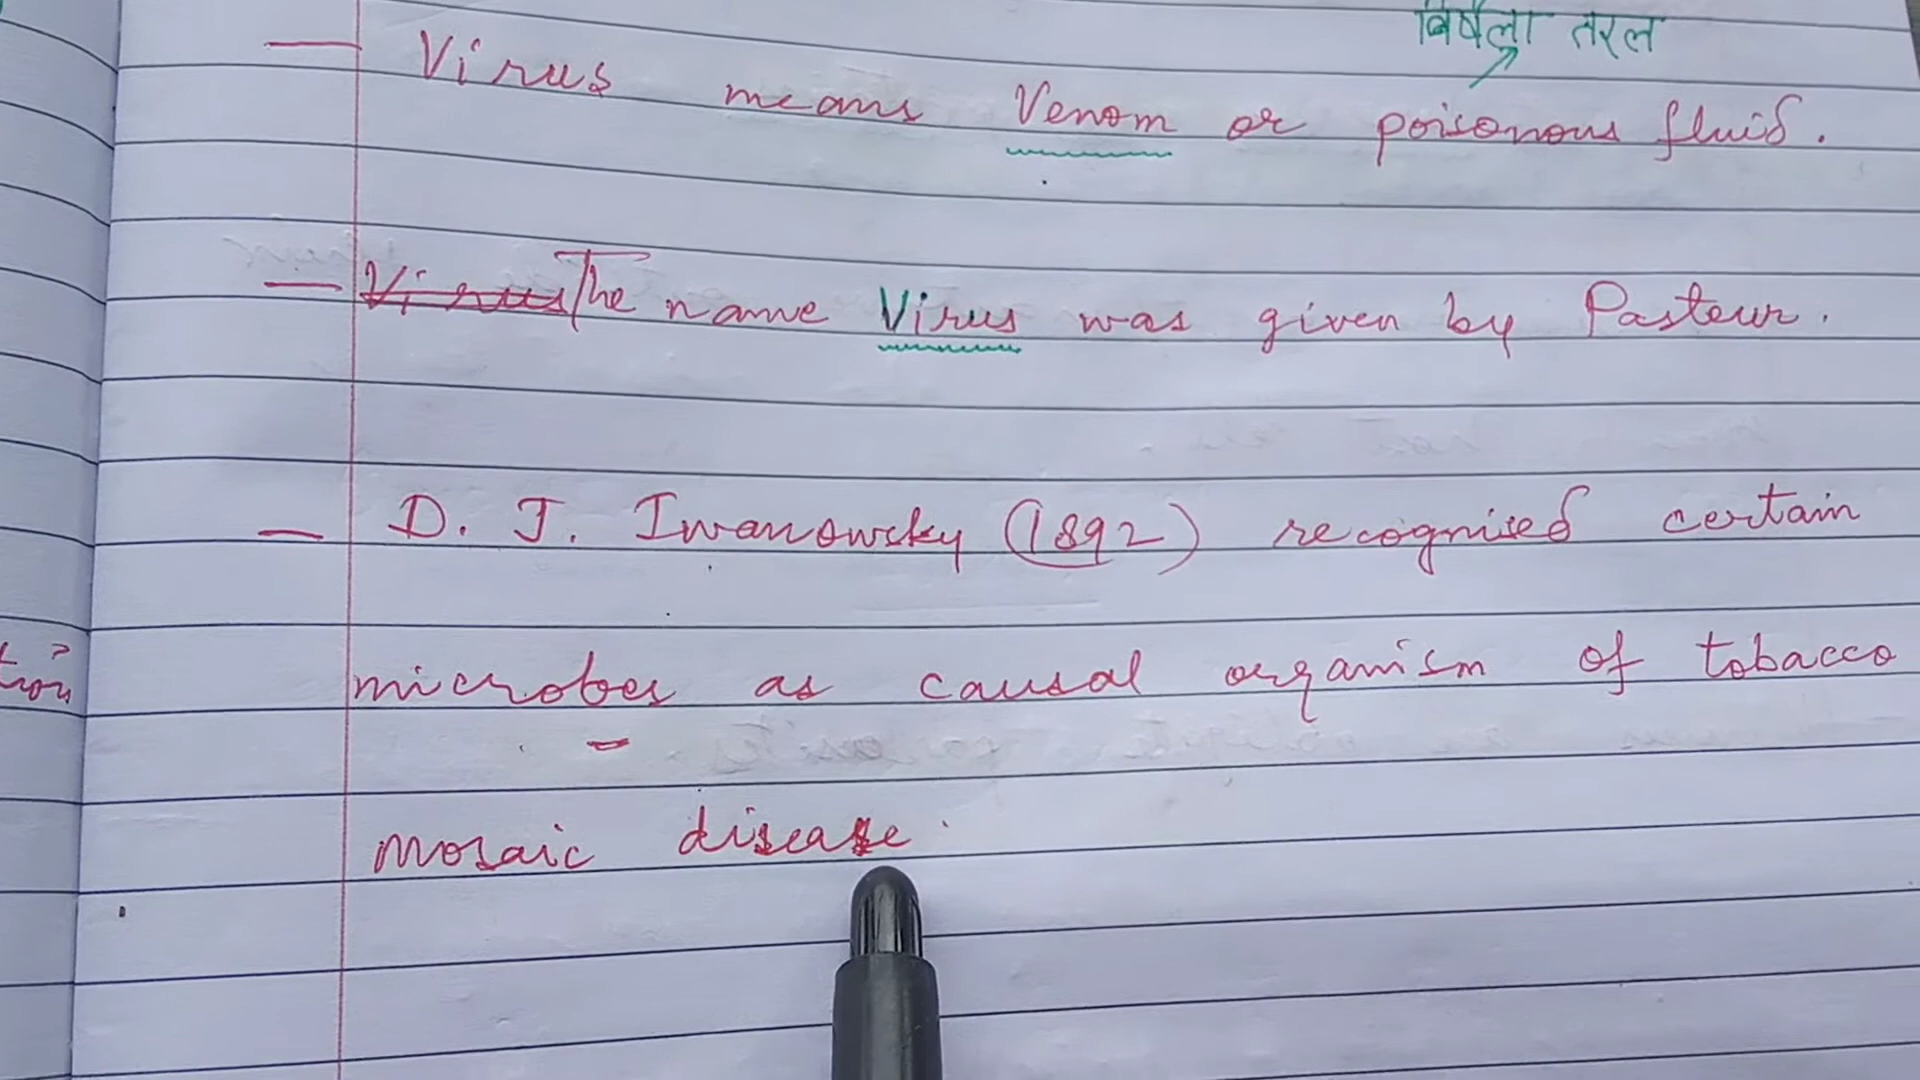 विषैला तरल
— Virus means Venom or poisonous fluid.
— Virus The name Virus was given by Pasteur.
— D. J. Iwanowsky (1892) recognised certain
microbes as causal organism of tobacco
mosaic disease.